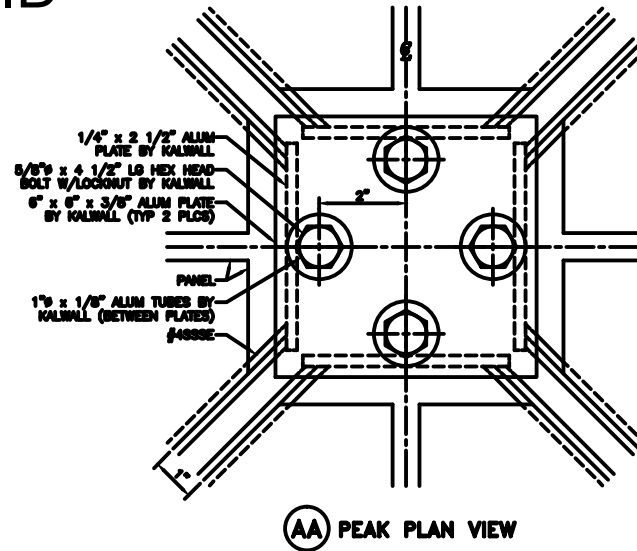 ℄
1/4" x 2 1/2" ALUM
PLATE BY KALWALL
5/8"ø x 4 1/2" LG HEX HEAD
BOLT W/LOCKNUT BY KALWALL
6" x 6" x 3/8" ALUM PLATE
BY KALWALL (TYP 2 PLCS)
2"
PANEL
1"ø x 1/8" ALUM TUBES BY
KALWALL (BETWEEN PLATES)
#4SSSE
1"
AA PEAK PLAN VIEW